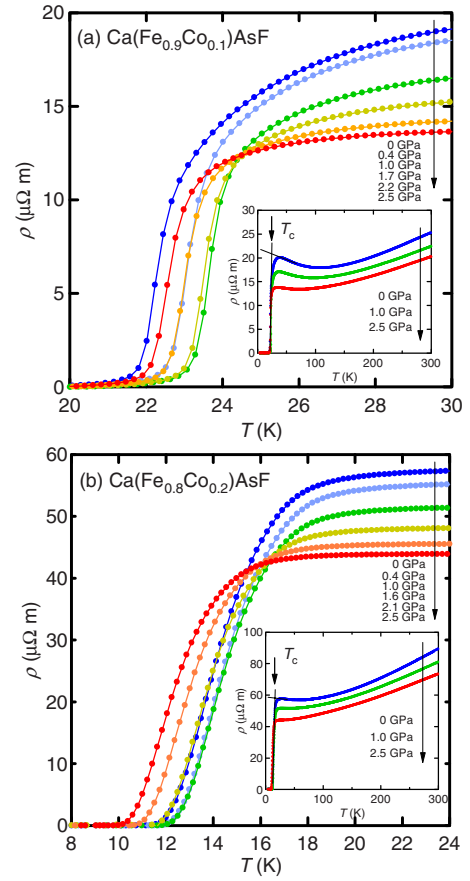 (a) Ca(Fe0.9Co0.1)AsF
20
15
10
5
0
ρ (μΩ m)
0 GPa
0.4 GPa
1.0 GPa
1.7 GPa
2.2 GPa
2.5 GPa
30
25
20
15
10
5
0
ρ (μΩ m)
Tc
0 GPa
1.0 GPa
2.5 GPa
0 100 200 300
T (K)
20 22 24 26 28 30
T (K)
(b) Ca(Fe0.8Co0.2)AsF
60
50
40
30
20
10
0
ρ (μΩ m)
0 GPa
0.4 GPa
1.0 GPa
1.6 GPa
2.1 GPa
2.5 GPa
100
80
60
40
20
0
ρ (μΩ m)
Tc
0 GPa
1.0 GPa
2.5 GPa
0 100 200 300
T (K)
8 10 12 14 16 18 20 22 24
T (K)